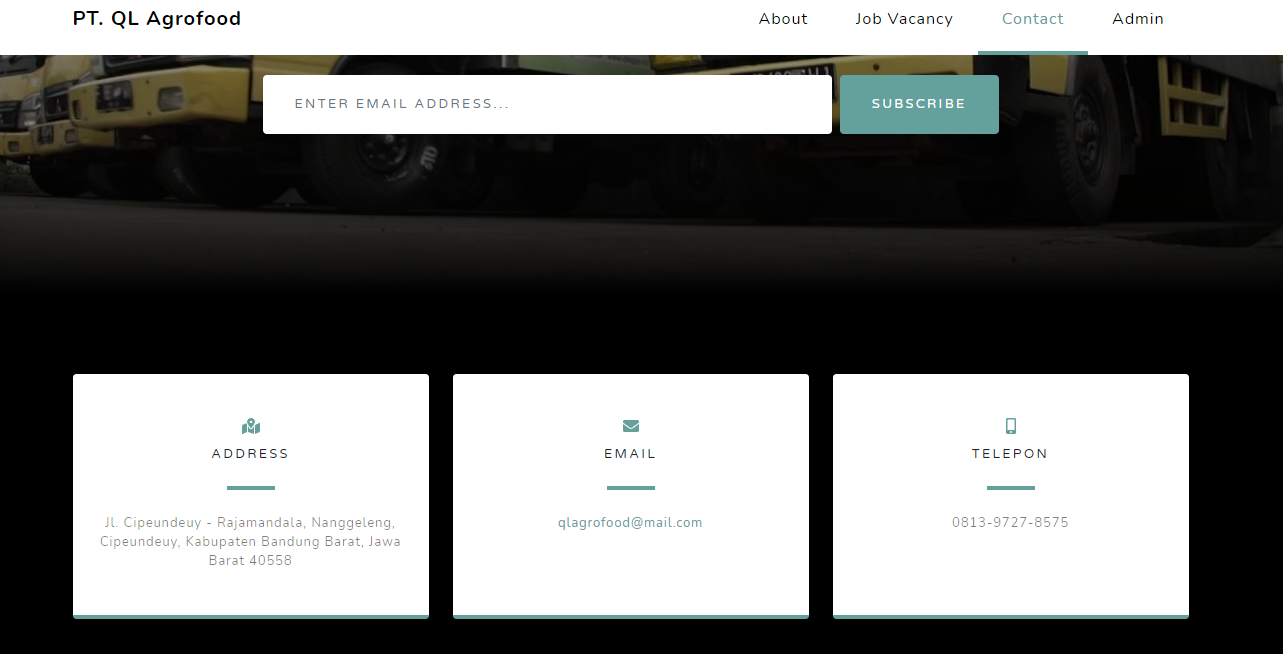 PT. QL Agrofood
About
Job Vacancy
Contact
Admin
ENTER EMAIL ADDRESS...
SUBSCRIBE
ADDRESS
Jl. Cipeundeuy - Rajamandala, Nanggeleng,
Cipeundeuy, Kabupaten Bandung Barat, Jawa
Barat 40558
EMAIL
qlagrofood@mail.com
TELEPON
0813-9727-8575